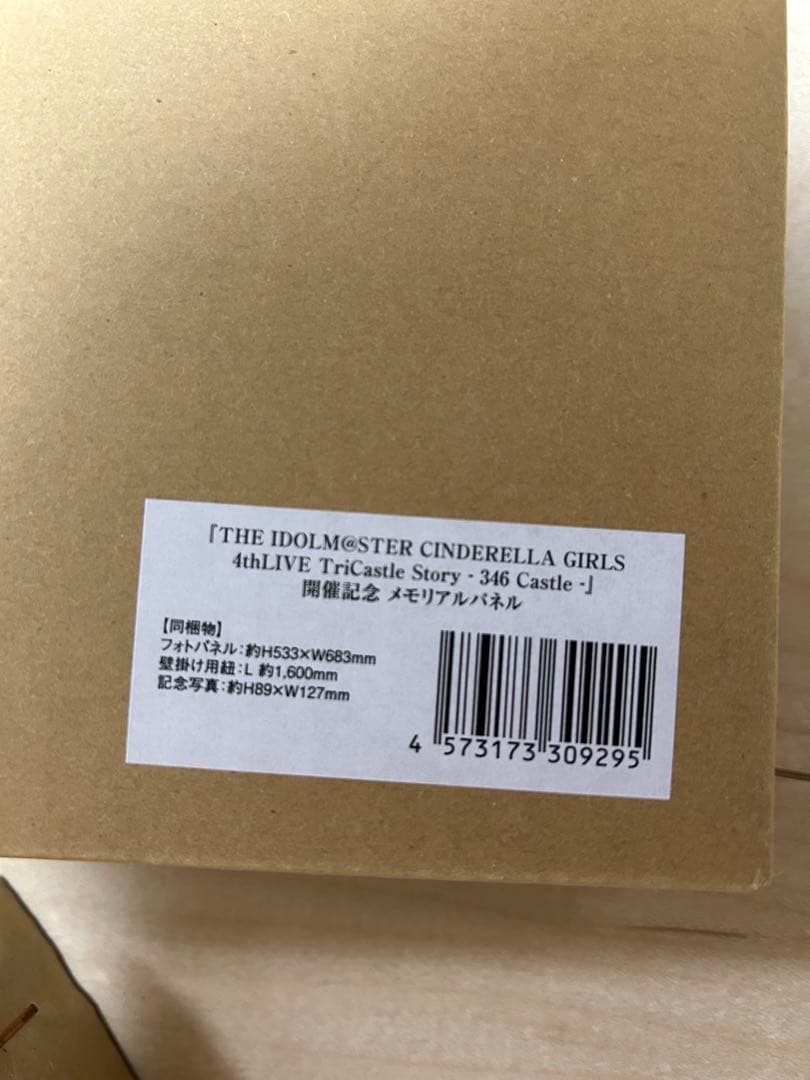 『THE IDOLM@STER CINDERELLA GIRLS
4thLIVE TriCastle Story - 346 Castle -』
開催記念 メモリアルパネル
【同梱物】
フォトパネル:約H533×W683mm
壁掛け用紐:L 約1,600mm
記念写真:約H89×W127mm
4 573173 309295